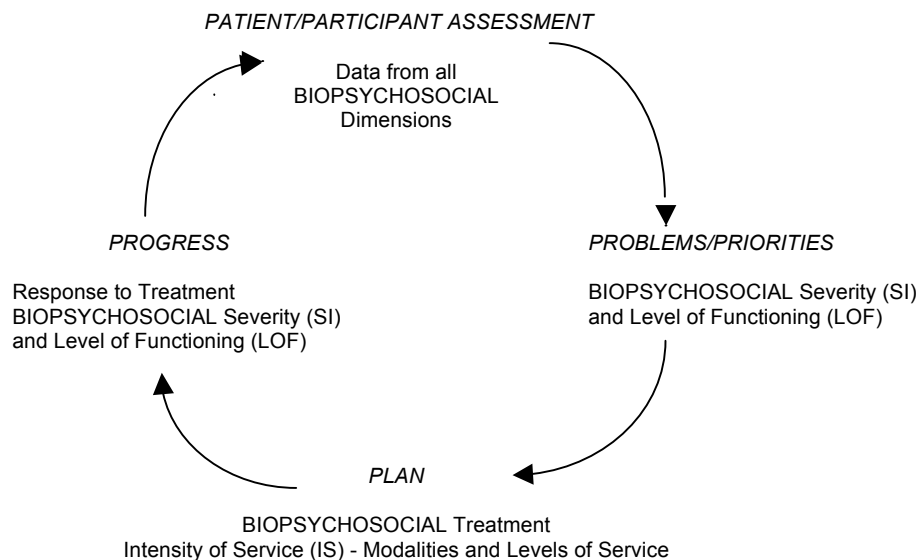 PATIENT/PARTICIPANT ASSESSMENT
Data from all
BIOPSYCHOSOCIAL
Dimensions
PROGRESS
Response to Treatment
BIOPSYCHOSOCIAL Severity (SI)
and Level of Functioning (LOF)
PROBLEMS/PRIORITIES
BIOPSYCHOSOCIAL Severity (SI)
and Level of Functioning (LOF)
PLAN
BIOPSYCHOSOCIAL Treatment
Intensity of Service (IS) - Modalities and Levels of Service